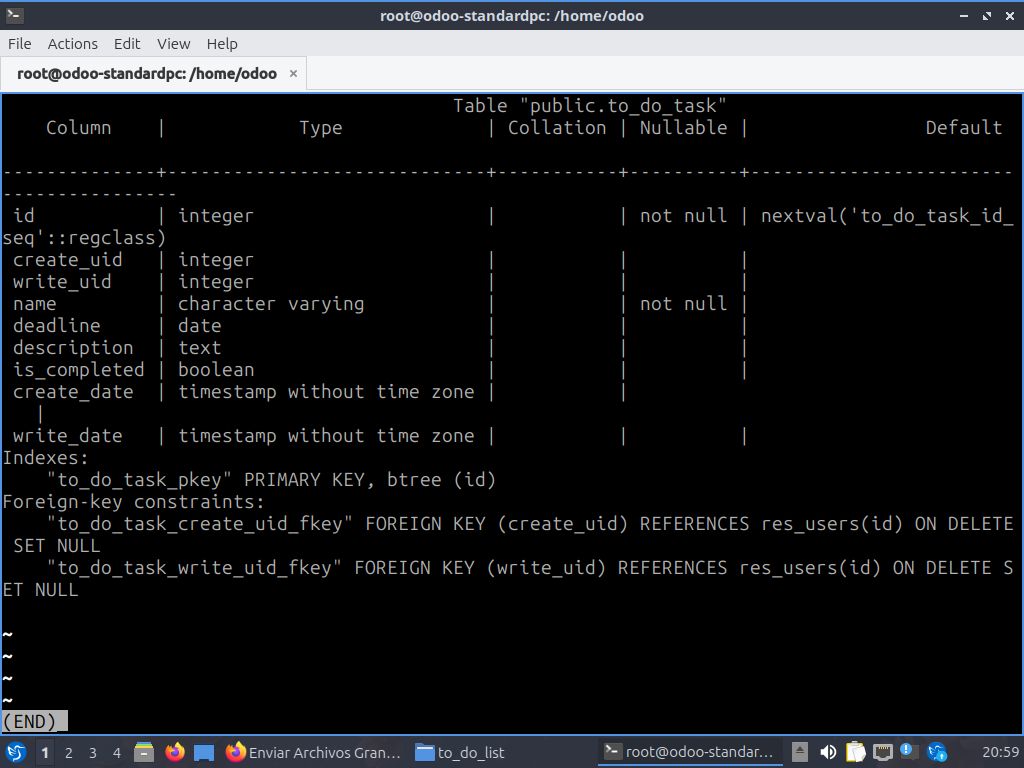 root@odoo-standardpc: /home/odoo
File Actions Edit View Help
root@odoo-standardpc: /home/odoo ×
Table "public.to_do_task"
Column | Type | Collation | Nullable | Default
--------------+-----------------------------+-----------+----------+------------------------
----------------
id | integer | | not null | nextval('to_do_task_id_
seq'::regclass)
create_uid | integer | | |
write_uid | integer | | |
name | character varying | | not null |
deadline | date | | |
description | text | | |
is_completed | boolean | | |
create_date | timestamp without time zone | |
|
write_date | timestamp without time zone | | |
Indexes:
"to_do_task_pkey" PRIMARY KEY, btree (id)
Foreign-key constraints:
"to_do_task_create_uid_fkey" FOREIGN KEY (create_uid) REFERENCES res_users(id) ON DELETE
SET NULL
"to_do_task_write_uid_fkey" FOREIGN KEY (write_uid) REFERENCES res_users(id) ON DELETE S
ET NULL
~
~
~
~
(END)
1 2 3 4 Enviar Archivos Gran... to_do_list root@odoo-standar... 20:59